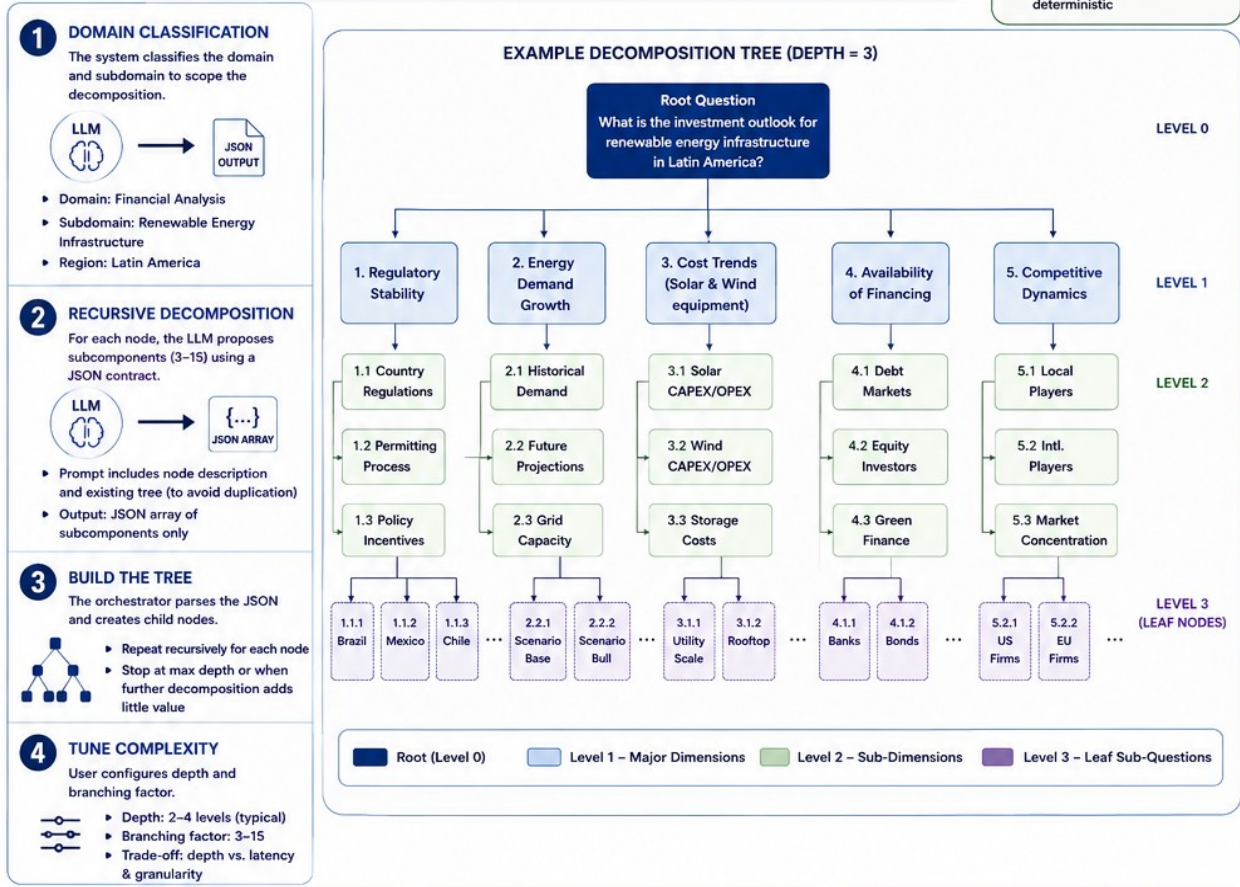 deterministic
1
DOMAIN CLASSIFICATION
The system classifies the domain
and subdomain to scope the
decomposition.
LLM
JSON
OUTPUT
Domain: Financial Analysis
Subdomain: Renewable Energy
Infrastructure
Region: Latin America
2
RECURSIVE DECOMPOSITION
For each node, the LLM proposes
subcomponents (3–15) using a
JSON contract.
LLM
{...}
JSON ARRAY
Prompt includes node description
and existing tree (to avoid duplication)
Output: JSON array of
subcomponents only
3
BUILD THE TREE
The orchestrator parses the JSON
and creates child nodes.
Repeat recursively for each node
Stop at max depth or when
further decomposition adds
little value
4
TUNE COMPLEXITY
User configures depth and
branching factor.
Depth: 2–4 levels (typical)
Branching factor: 3–15
Trade-off: depth vs. latency
& granularity
EXAMPLE DECOMPOSITION TREE (DEPTH = 3)
Root Question
What is the investment outlook for
renewable energy infrastructure
in Latin America?
LEVEL 0
1. Regulatory
Stability
2. Energy
Demand
Growth
3. Cost Trends
(Solar & Wind
equipment)
4. Availability
of Financing
5. Competitive
Dynamics
LEVEL 1
1.1 Country
Regulations
2.1 Historical
Demand
3.1 Solar
CAPEX/OPEX
4.1 Debt
Markets
5.1 Local
Players
LEVEL 2
1.2 Permitting
Process
2.2 Future
Projections
3.2 Wind
CAPEX/OPEX
4.2 Equity
Investors
5.2 Intl.
Players
1.3 Policy
Incentives
2.3 Grid
Capacity
3.3 Storage
Costs
4.3 Green
Finance
5.3 Market
Concentration
1.1.1
Brazil
1.1.2
Mexico
1.1.3
Chile
...
2.2.1
Scenario
Base
2.2.2
Scenario
Bull
...
3.1.1
Utility
Scale
3.1.2
Rooftop
...
4.1.1
Banks
4.1.2
Bonds
...
5.2.1
US
Firms
5.2.2
EU
Firms
...
LEVEL 3
(LEAF NODES)
Root (Level 0)
Level 1 – Major Dimensions
Level 2 – Sub-Dimensions
Level 3 – Leaf Sub-Questions